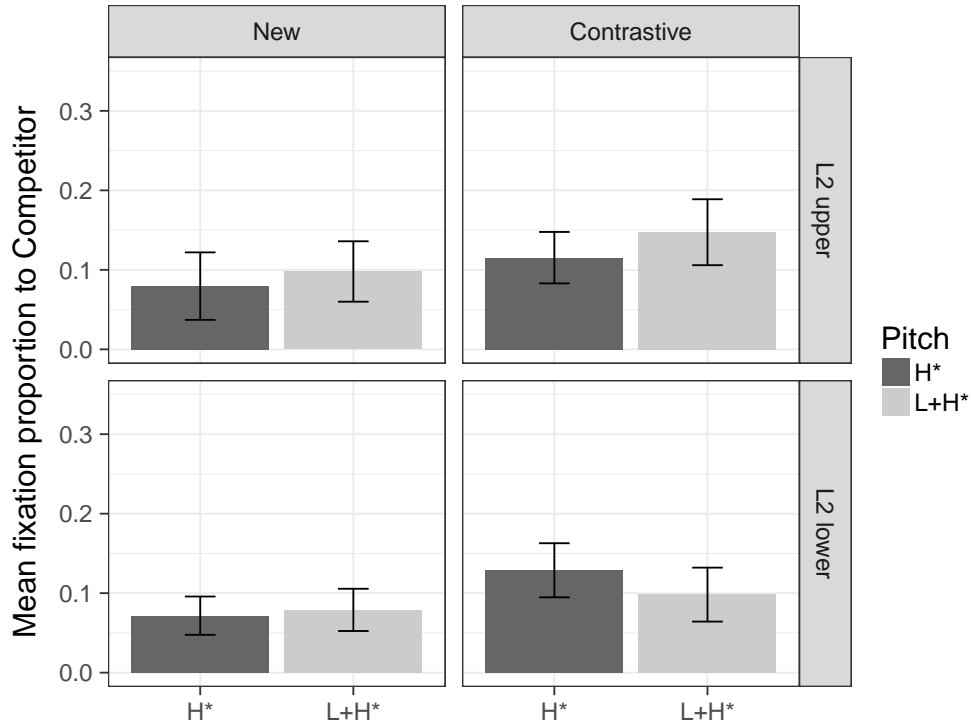 New
Contrastive
Mean fixation proportion to Competitor
0.3
0.2
0.1
0.0
L2 upper
0.3
0.2
0.1
0.0
L2 lower
H*
L+H*
H*
L+H*
Pitch
H*
L+H*